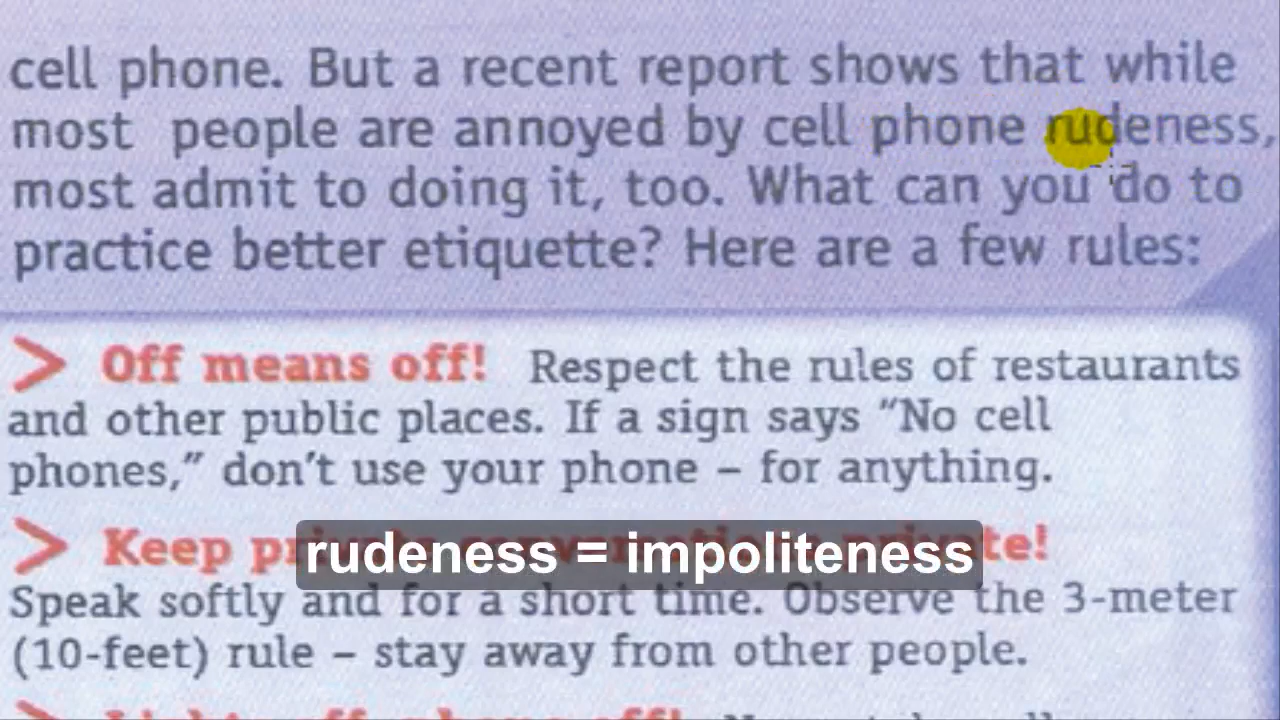 cell phone. But a recent report shows that while
most people are annoyed by cell phone rudeness,
most admit to doing it, too. What can you do to
practice better etiquette? Here are a few rules:
> Off means off! Respect the rules of restaurants
and other public places. If a sign says “No cell
phones,” don’t use your phone – for anything.
> Keep private conversations private!
rudeness = impoliteness
Speak softly and for a short time. Observe the 3-meter
(10-feet) rule – stay away from other people.